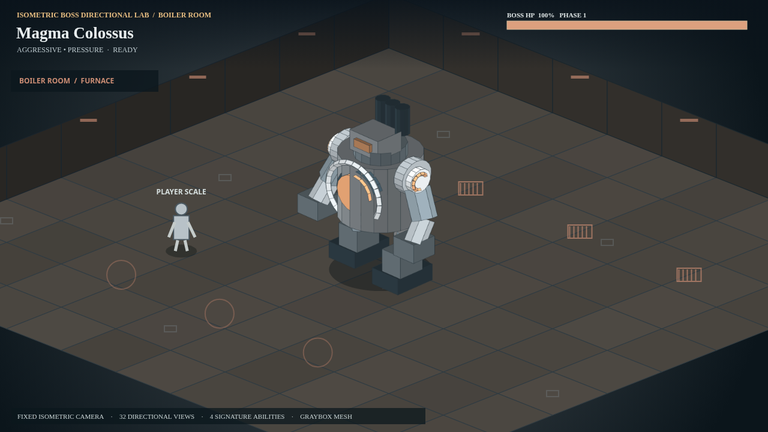 ISOMETRIC BOSS DIRECTIONAL LAB / BOILER ROOM
Magma Colossus
AGGRESSIVE • PRESSURE · READY
BOILER ROOM / FURNACE
BOSS HP 100% PHASE 1
PLAYER SCALE
FIXED ISOMETRIC CAMERA · 32 DIRECTIONAL VIEWS · 4 SIGNATURE ABILITIES · GRAYBOX MESH